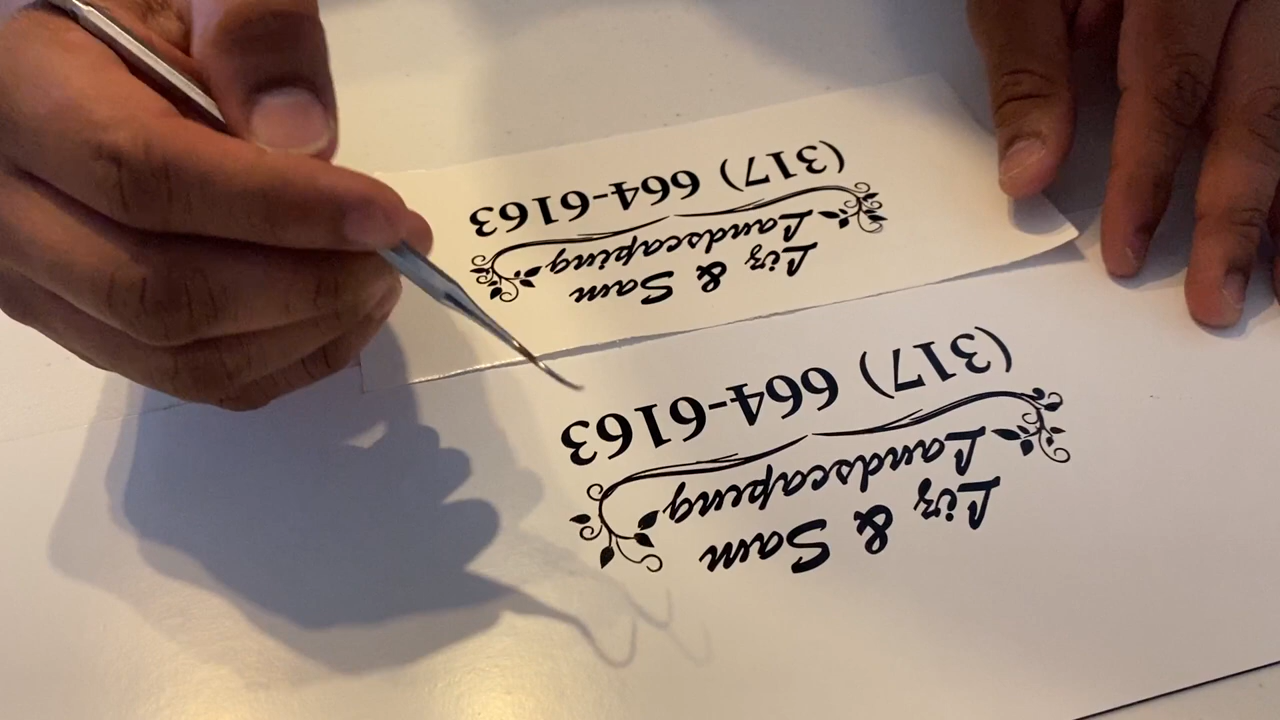 Liz & Sam
Landscaping
(317) 664-6163
Liz & Sam
Landscaping
(317) 664-6163